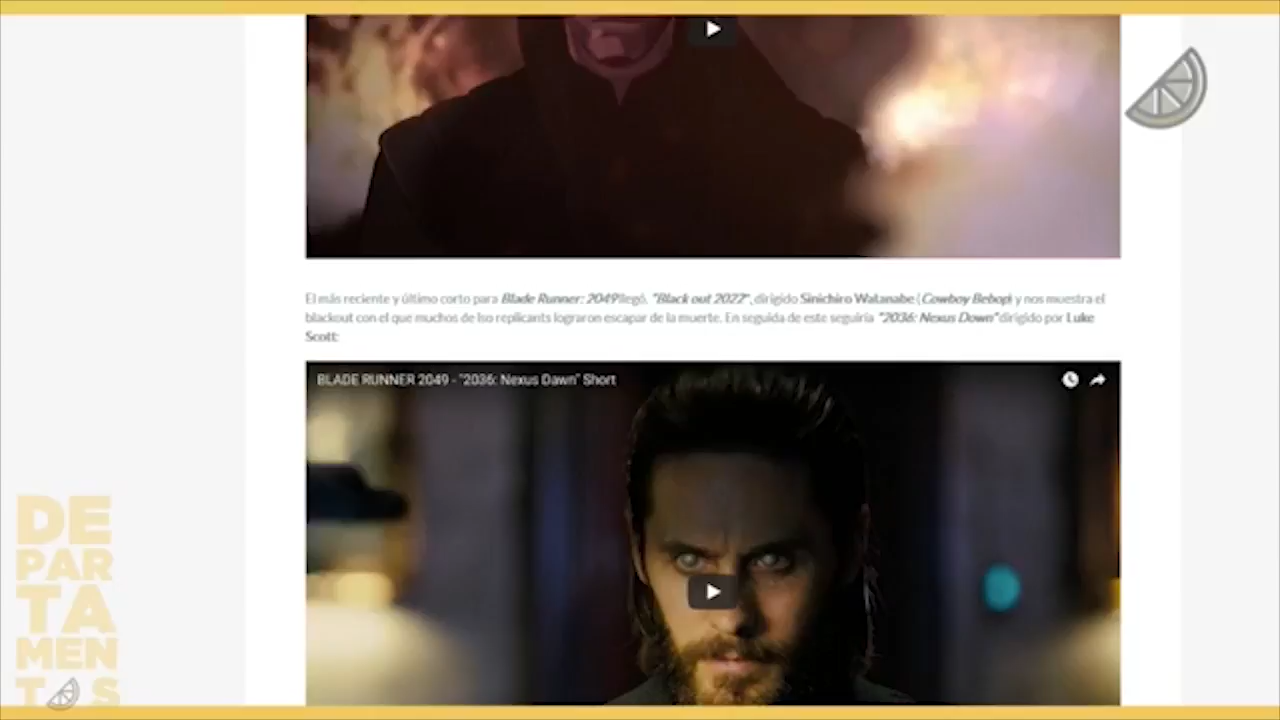 El más reciente y último corto para Blade Runner: 2049 llegó, "Black out 2022", dirigido Sinichiro Watanabe (Cowboy Bebop) y nos muestra el
blackout con el que muchos de lso replicants lograron escapar de la muerte. En seguida de este seguiría "2036: Nexus Down" dirigido por Luke
Scott:
BLADE RUNNER 2049 - "2036: Nexus Dawn" Short
DE
PAR
TA
MEN
T S